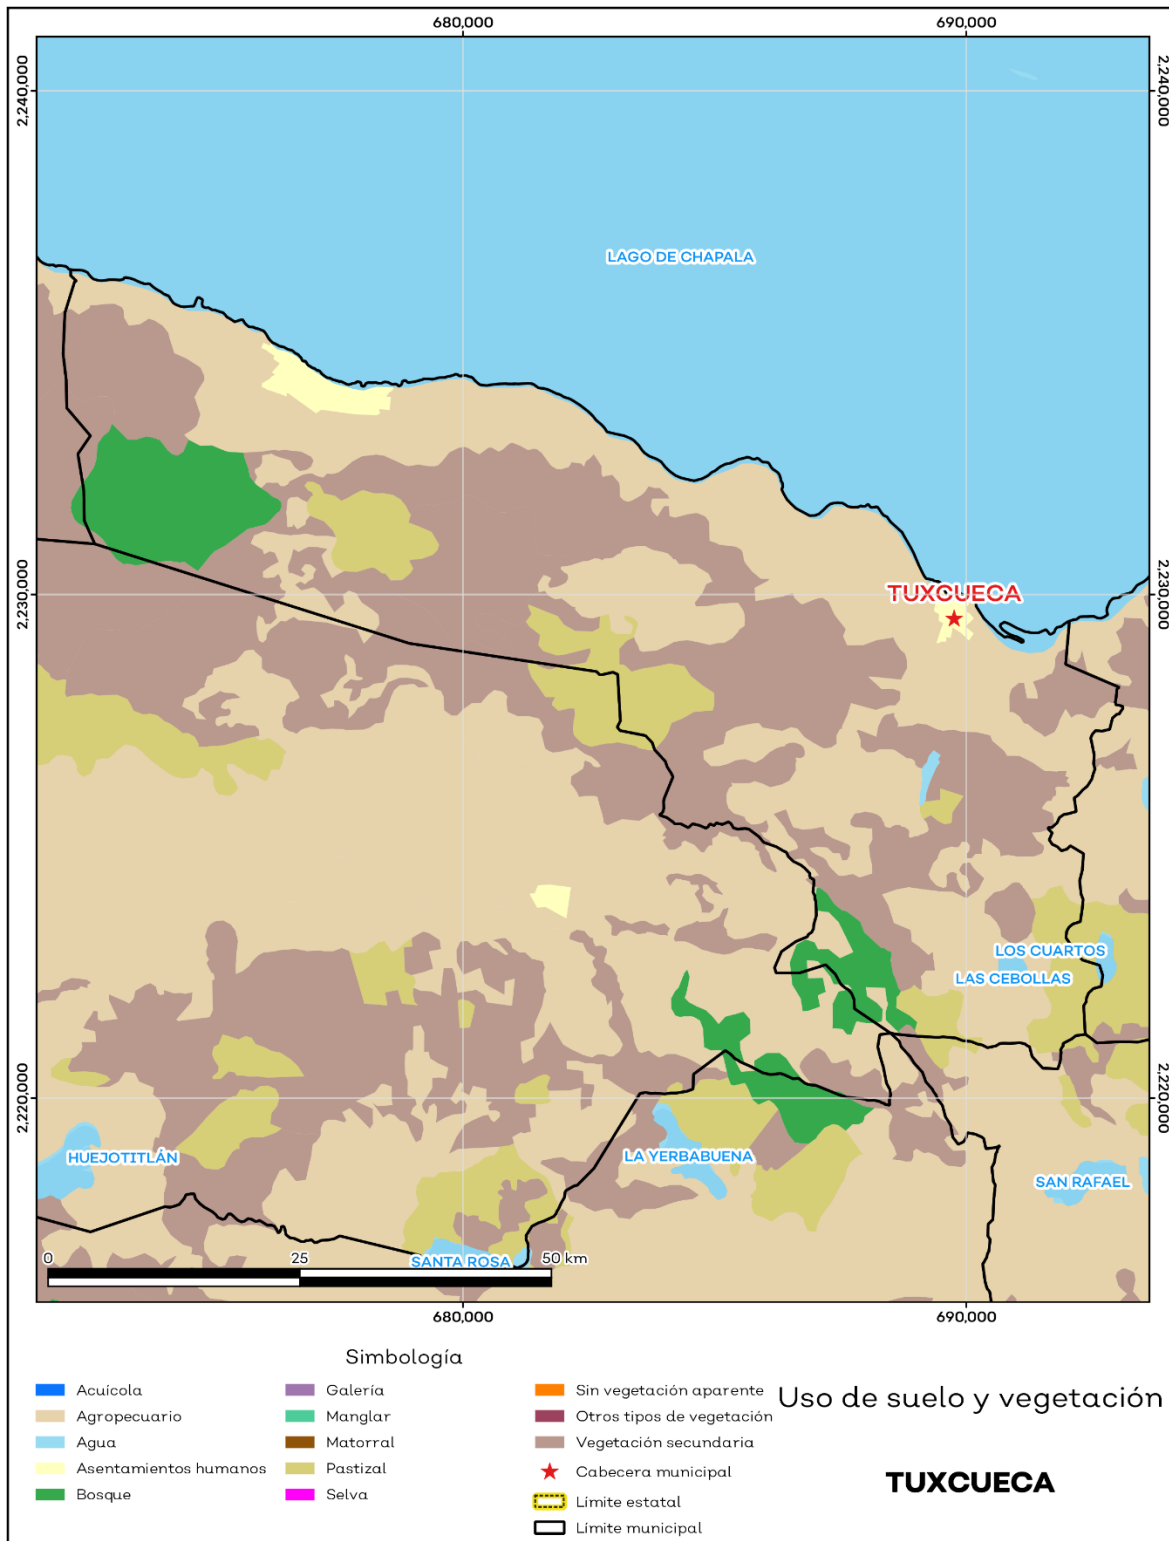 680,000
690,000
2,240,000
2,240,000
LAGO DE CHAPALA
2,230,000
TUXCUECA
2,230,000
LOS CUARTOS
LAS CEBOLLAS
2,220,000
2,220,000
HUEJOTITLÁN
LA YERBABUENA
SAN RAFAEL
SANTA ROSA
0
25
50 km
680,000
690,000
Simbología
Acuícola
Agropecuario
Agua
Asentamientos humanos
Bosque
Galería
Manglar
Matorral
Pastizal
Selva
Sin vegetación aparente
Otros tipos de vegetación
Vegetación secundaria
Cabecera municipal
Límite estatal
Límite municipal
Uso de suelo y vegetación
TUXCUECA